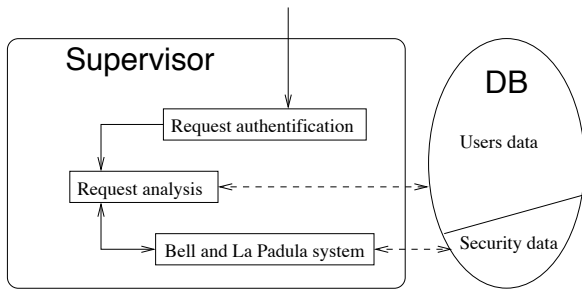 Supervisor
DB
Request authentification
Users data
Request analysis
Bell and La Padula system
Security data